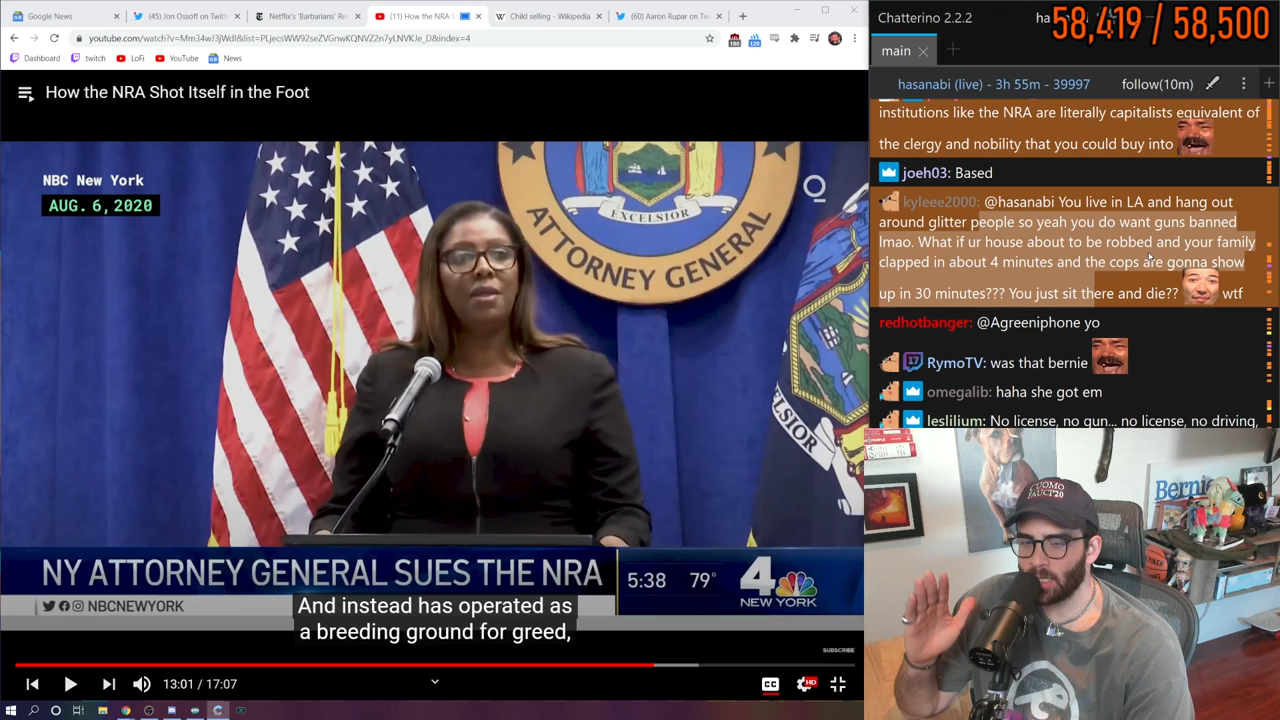 Google News
(45) Jon Ossoff on Twitt
Netflix's 'Barbarians' Re
(11) How the NRA S
Child selling - Wikipedia
(60) Aaron Rupar on Tw
youtube.com/watch?v=Mm34wJ3jWdI&list=PLjecsWW92seZVGnwKQNVZ2n7yLNVKJe_D&index=4
Dashboard
twitch
LoFi
YouTube
News
How the NRA Shot Itself in the Foot
NBC New York
AUG. 6, 2020
EXCELSIOR
ATTORNEY GENERAL
NY ATTORNEY GENERAL SUES THE NRA
5:38 79°
4
NEW YORK
NBCNEWYORK
And instead has operated as
a breeding ground for greed,
SUBSCRIBE
13:01 / 17:07
CC
HD
Chatterino 2.2.2
ha
58,419 / 58,500
main
hasanabi (live) - 3h 55m - 39997
follow(10m)
institutions like the NRA are literally capitalists equivalent of
the clergy and nobility that you could buy into
joeh03: Based
kyleee2000: @hasanabi You live in LA and hang out
around glitter people so yeah you do want guns banned
lmao. What if ur house about to be robbed and your family
clapped in about 4 minutes and the cops are gonna show
up in 30 minutes??? You just sit there and die?? wtf
redhotbanger: @Agreeniphone yo
17 RymoTV: was that bernie
omegalib: haha she got em
leslilium: No license, no gun... no license, no driving,
CUOMO
FAUCI '20
Bernie